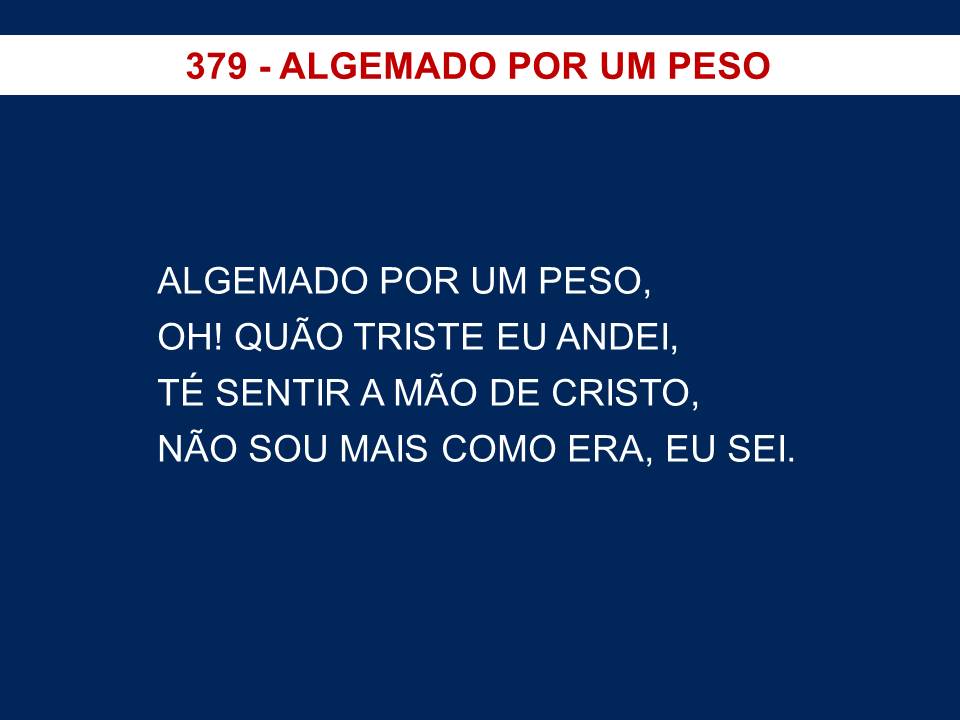 379 - ALGEMADO POR UM PESO
ALGEMADO POR UM PESO,
OH! QUÃO TRISTE EU ANDEI,
TÉ SENTIR A MÃO DE CRISTO,
NÃO SOU MAIS COMO ERA, EU SEI.